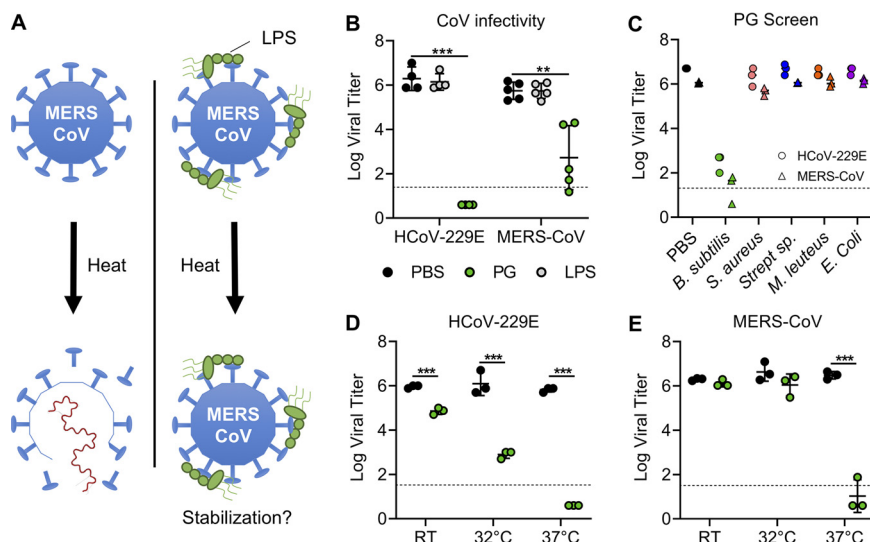 A
LPS
MERS
CoV
MERS
CoV
Heat
Heat
MERS
CoV
Stabilization?
B
CoV infectivity
***
**
Log Viral Titer
8
6
4
2
0
HCoV-229E
MERS-CoV
PBS
PG
LPS
C
PG Screen
Log Viral Titer
8
6
4
2
0
HCoV-229E
MERS-CoV
PBS
B. subtilis
S. aureus
Strept sp.
M. leuteus
E. Coli
D
HCoV-229E
***
***
***
Log Viral Titer
8
6
4
2
0
RT
32°C
37°C
E
MERS-CoV
***
Log Viral Titer
8
6
4
2
0
RT
32°C
37°C